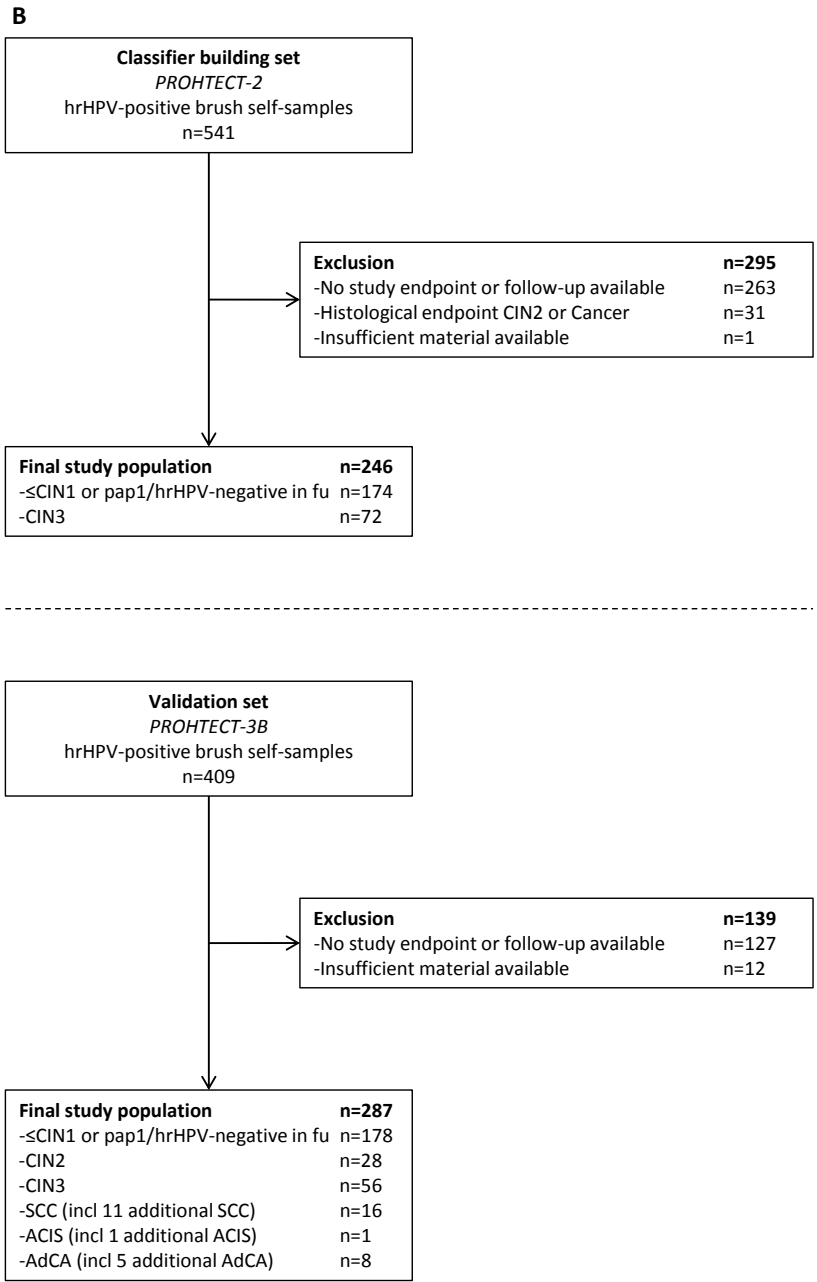 B
Classifier building set
PROHTECT-2
hrHPV-positive brush self-samples
n=541
Exclusion n=295
-No study endpoint or follow-up available n=263
-Histological endpoint CIN2 or Cancer n=31
-Insufficient material available n=1
Final study population n=246
-≤CIN1 or pap1/hrHPV-negative in fu n=174
-CIN3 n=72
Validation set
PROHTECT-3B
hrHPV-positive brush self-samples
n=409
Exclusion n=139
-No study endpoint or follow-up available n=127
-Insufficient material available n=12
Final study population n=287
-≤CIN1 or pap1/hrHPV-negative in fu n=178
-CIN2 n=28
-CIN3 n=56
-SCC (incl 11 additional SCC) n=16
-ACIS (incl 1 additional ACIS) n=1
-AdCA (incl 5 additional AdCA) n=8